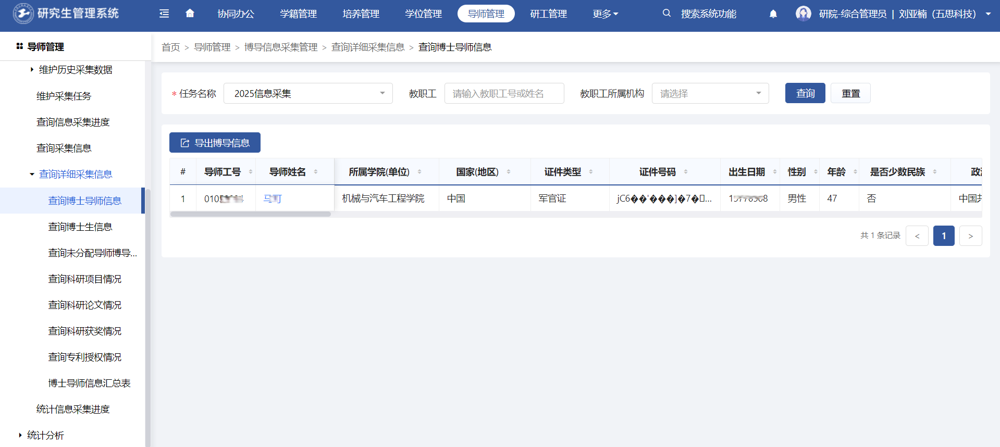 研究生管理系统
协同办公
学籍管理
培养管理
学位管理
导师管理
研工管理
更多
搜索系统功能
研院-综合管理员 | 刘亚楠（五思科技）
导师管理
首页 > 导师管理 > 博导信息采集管理 > 查询详细采集信息 > 查询博士导师信息
维护历史采集数据
维护采集任务
查询信息采集进度
查询采集信息
查询详细采集信息
查询博士导师信息
查询博士生信息
查询未分配导师博导...
查询科研项目情况
查询科研论文情况
查询科研获奖情况
查询专利授权情况
博士导师信息汇总表
统计信息采集进度
统计分析
* 任务名称 2025信息采集 教职工 请输入教职工号或姓名 教职工所属机构 请选择 查询 重置
导出博导信息
# 导师工号 导师姓名 所属学院(单位) 国家(地区) 证件类型 证件号码 出生日期 性别 年龄 是否少数民族
1 机械与汽车工程学院 中国 军官证 jC6��'���]�7�▯... 男性 47 否 中国共
共 1 条记录 < 1 >